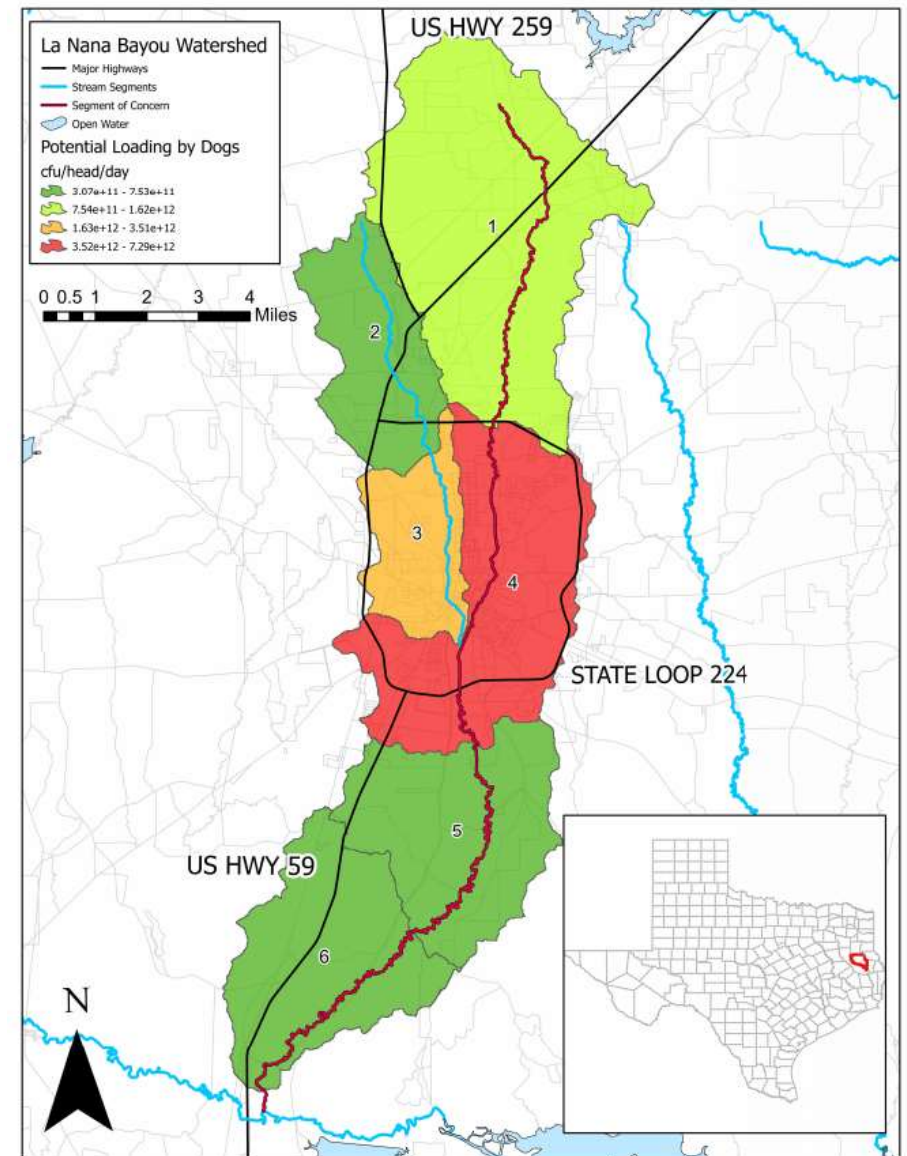 La Nana Bayou Watershed
Major Highways
Stream Segments
Segment of Concern
Open Water
Potential Loading by Dogs
cfu/head/day
3.07e+11 - 7.53e+11
7.54e+11 - 1.62e+12
1.63e+12 - 3.51e+12
3.52e+12 - 7.29e+12
0 0.5 1 2 3 4
Miles
US HWY 259
1
2
3
4
STATE LOOP 224
5
US HWY 59
6
N